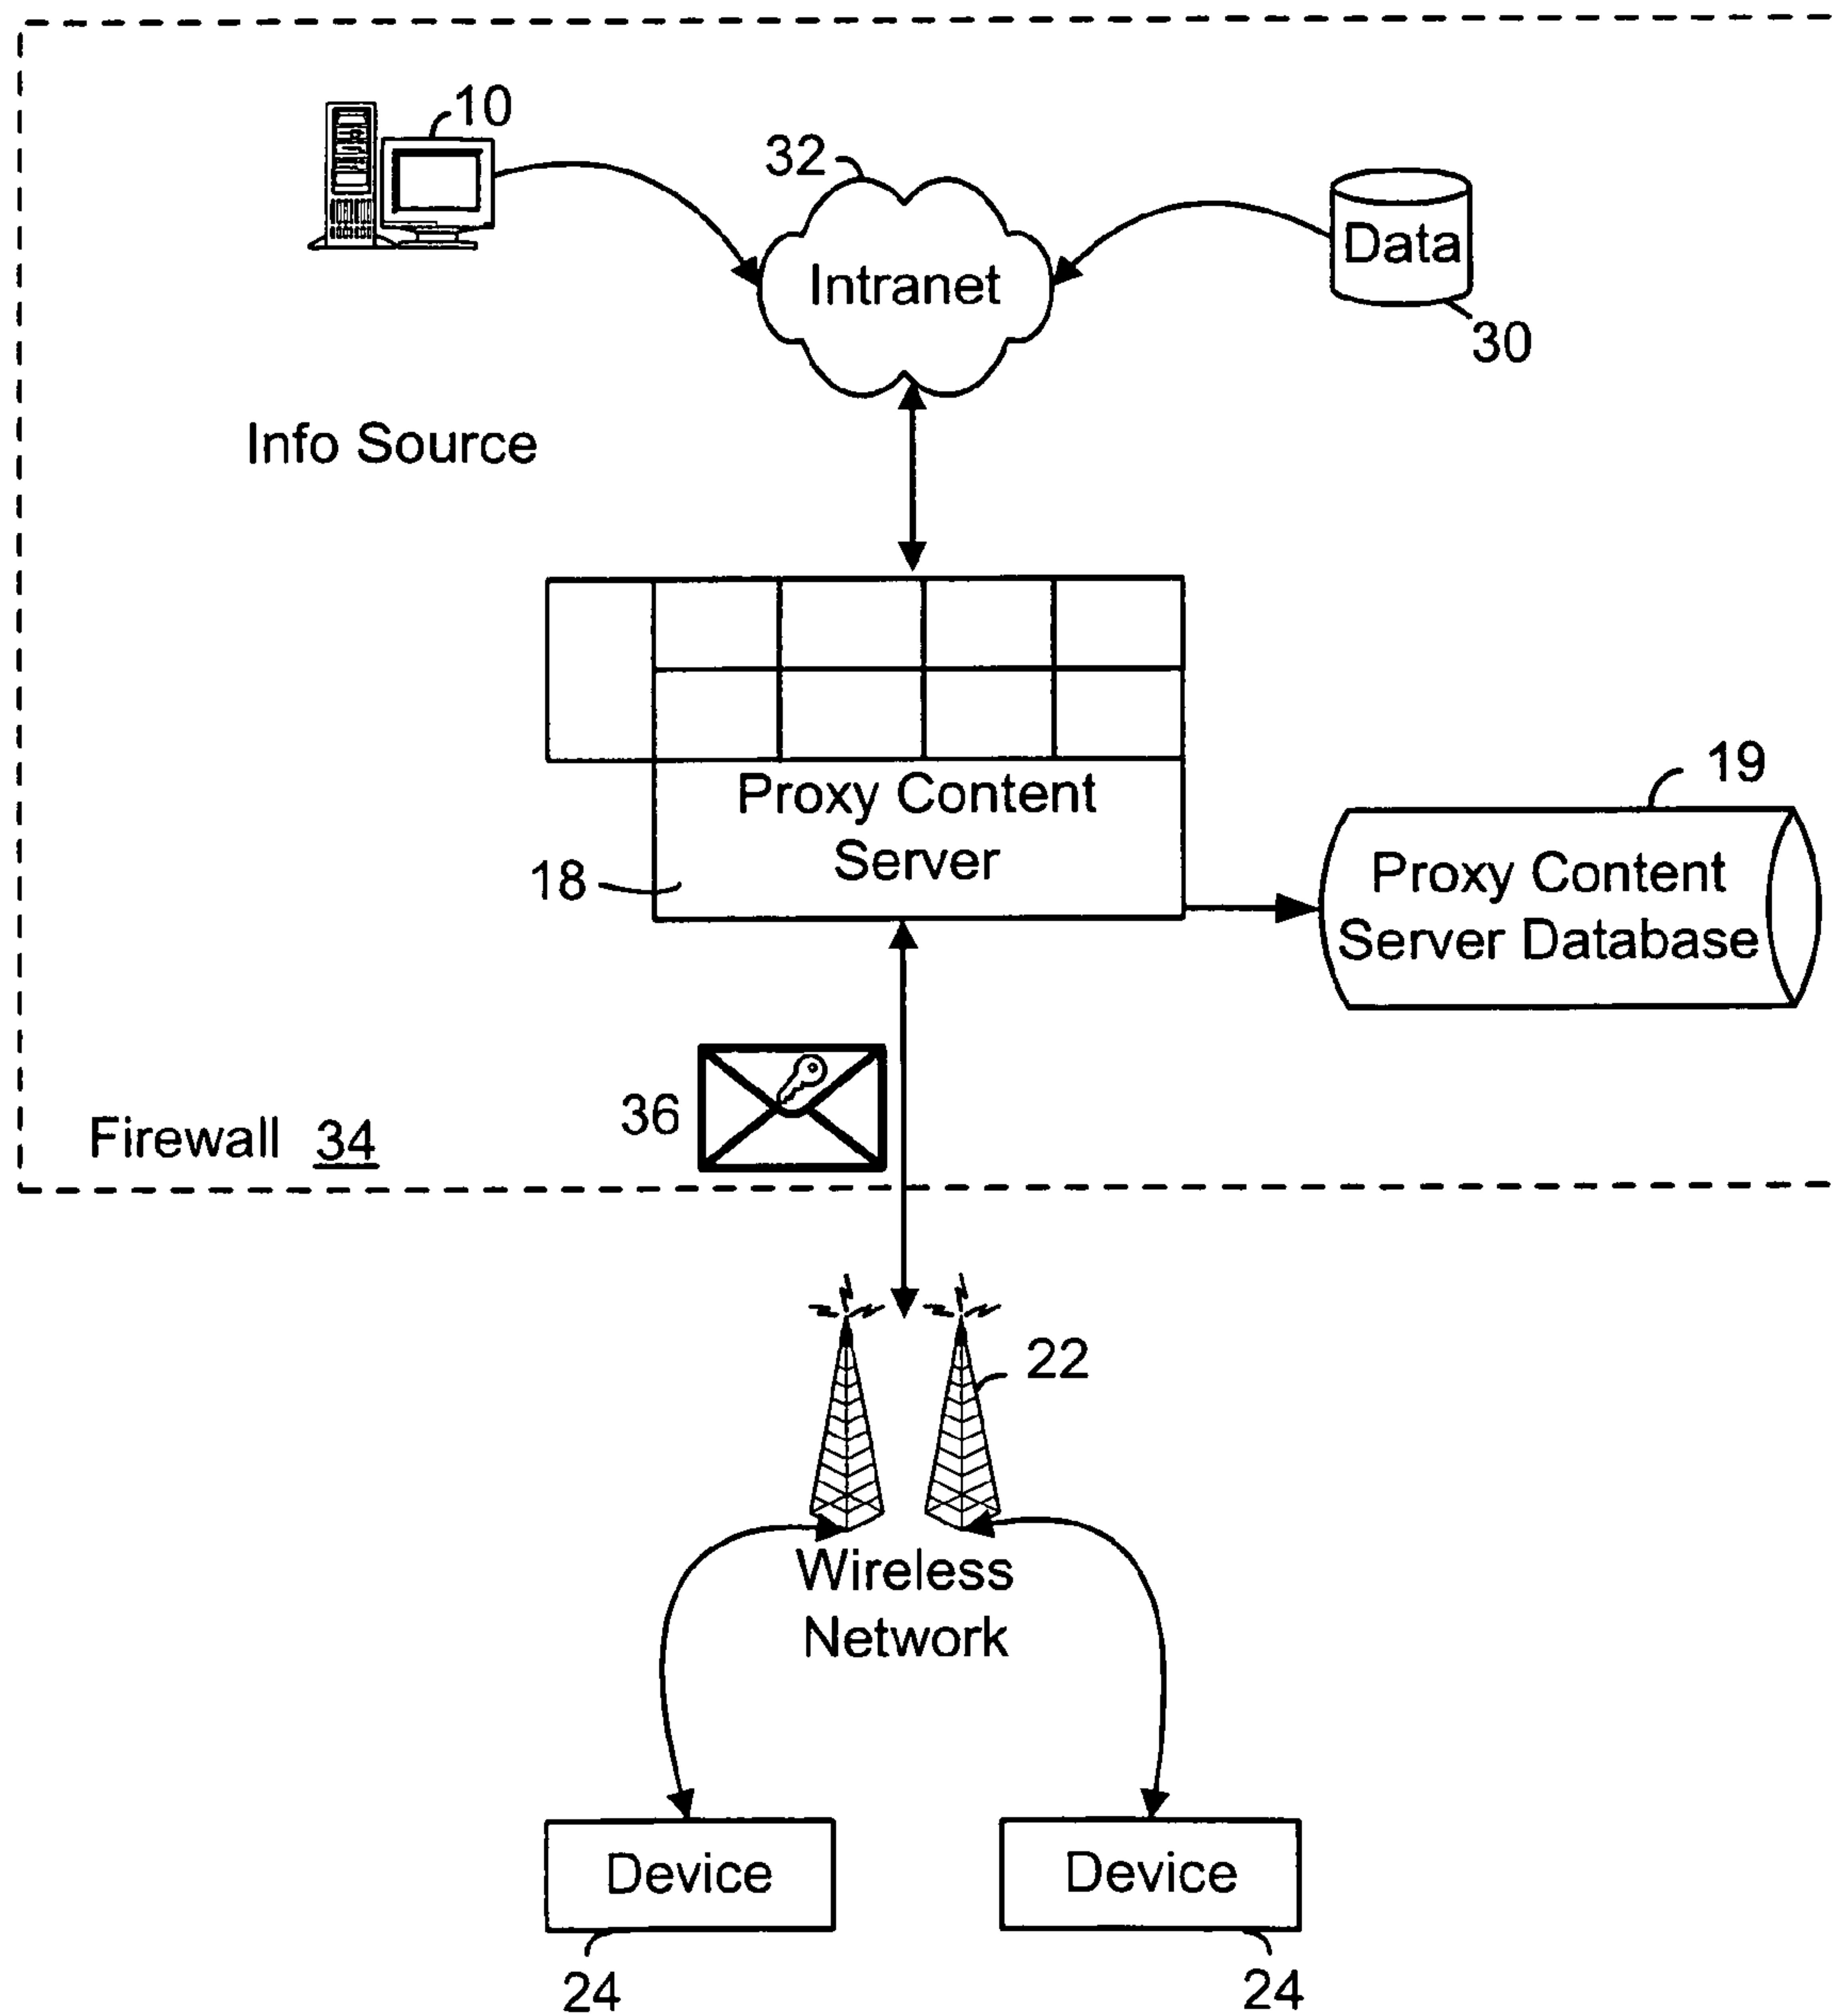 10
32
Data
Intranet
30
Info Source
Proxy Content
Server
18
19
Proxy Content
Server Database
36
Firewall 34
22
Wireless
Network
Device
Device
24
24